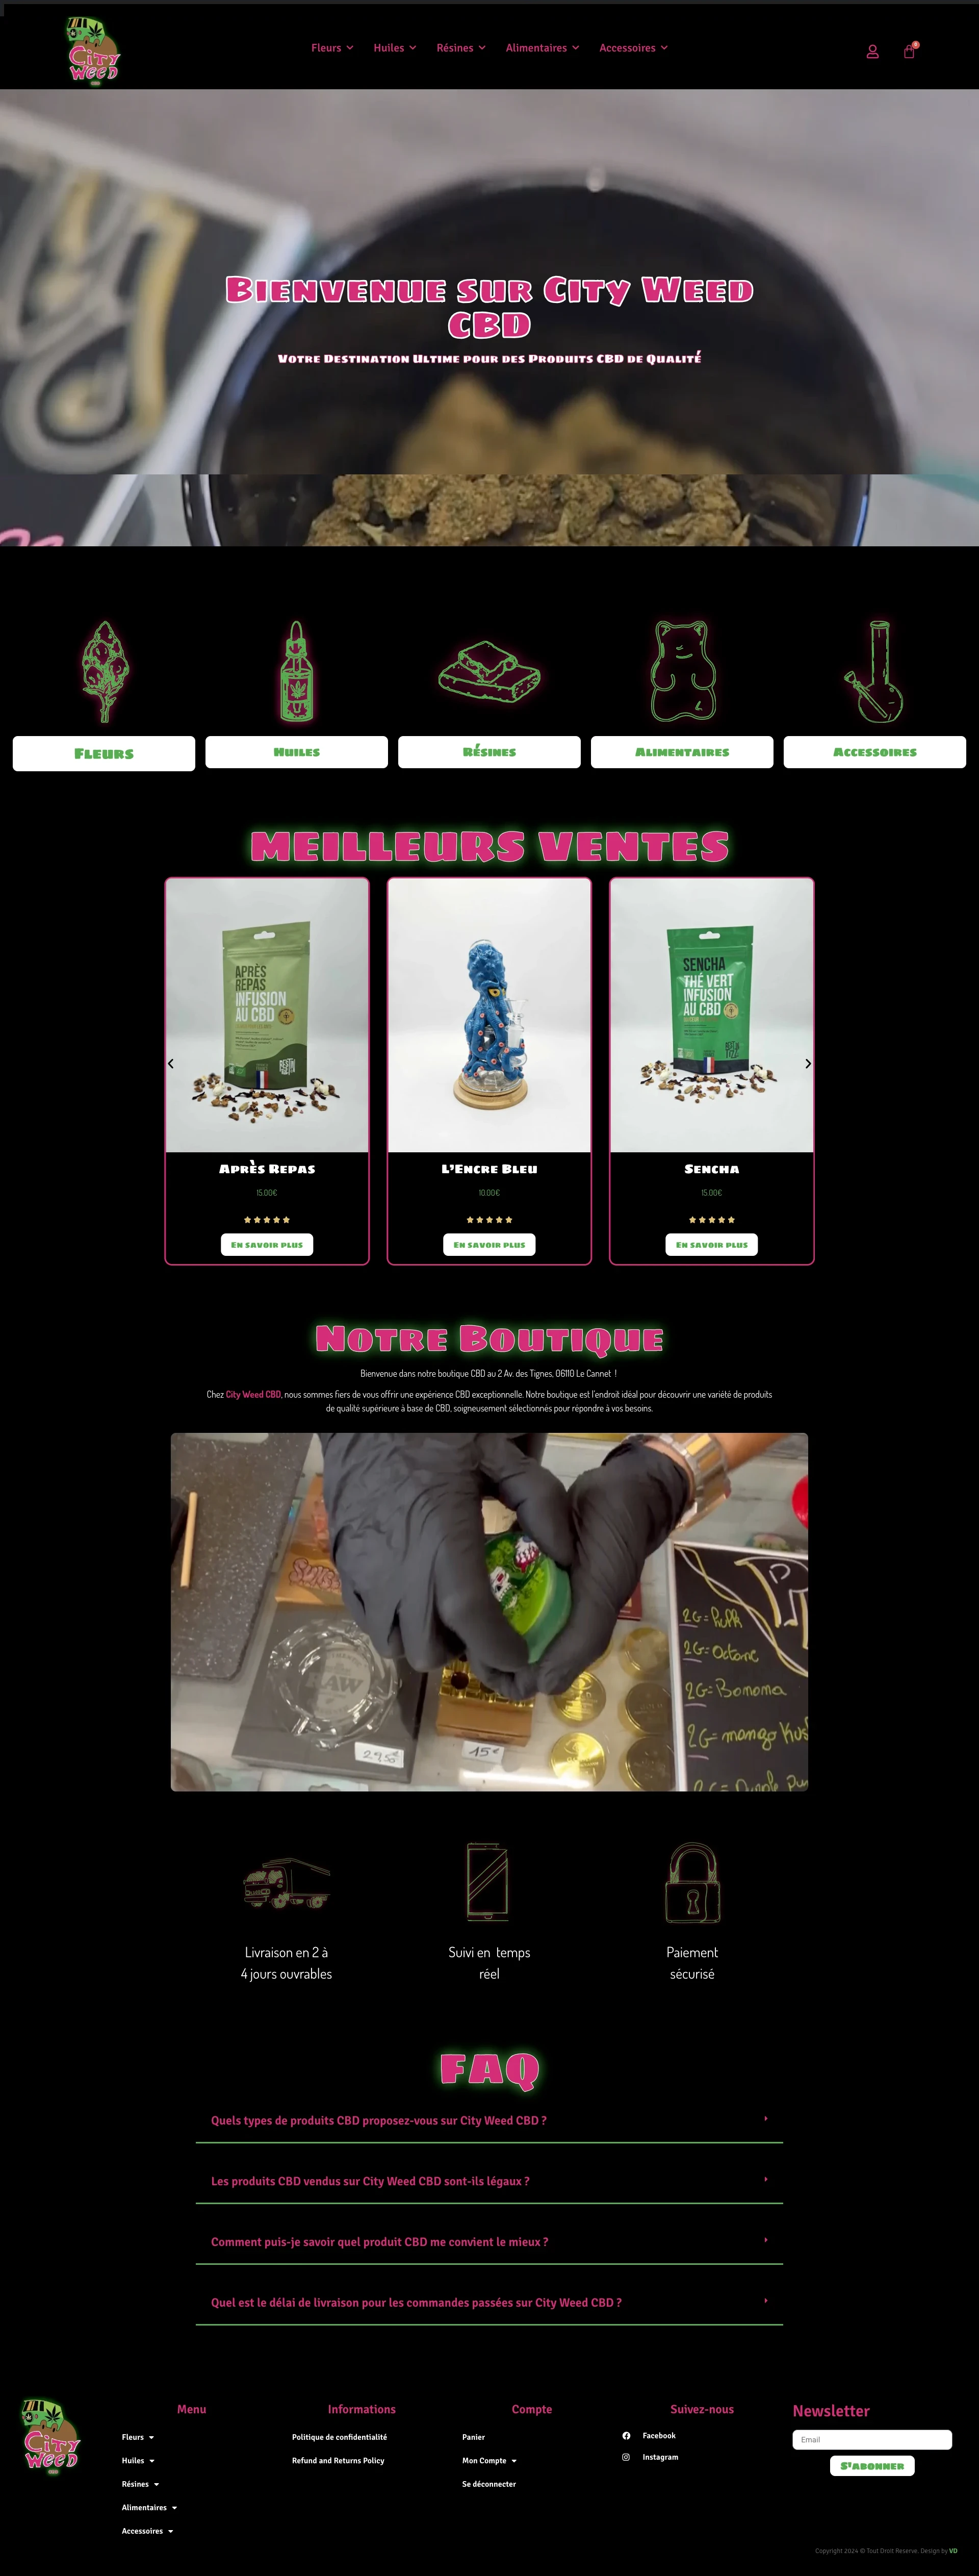 City
Weed
Fleurs Huiles Résines Alimentaires Accessoires
0
Bienvenue sur City Weed
CBD
Votre Destination Ultime pour des Produits CBD de Qualité
Fleurs Huiles Résines Alimentaires Accessoires
MEILLEURS VENTES
APRÈS
REPAS
INFUSION
AU CBD
SENCHA
THÉ VERT
INFUSION
AU CBD
Après Repas L'Encre Bleu Sencha
15.00€ 10.00€ 15.00€
En savoir plus En savoir plus En savoir plus
Notre Boutique
Bienvenue dans notre boutique CBD au 2 Av. des Tignes, 06110 Le Cannet !
Chez City Weed CBD, nous sommes fiers de vous offrir une expérience CBD exceptionnelle. Notre boutique est l'endroit idéal pour découvrir une variété de produits
de qualité supérieure à base de CBD, soigneusement sélectionnés pour répondre à vos besoins.
2G=
2G=
2G= Banana
2G= mango Kus
2G=
15€
Livraison en 2 à
4 jours ouvrables
Suivi en temps
réel
Paiement
sécurisé
FAQ
Quels types de produits CBD proposez-vous sur City Weed CBD ?
Les produits CBD vendus sur City Weed CBD sont-ils légaux ?
Comment puis-je savoir quel produit CBD me convient le mieux ?
Quel est le délai de livraison pour les commandes passées sur City Weed CBD ?
City
Weed
Menu
Fleurs
Huiles
Résines
Alimentaires
Accessoires
Informations
Politique de confidentialité
Refund and Returns Policy
Compte
Panier
Mon Compte
Se déconnecter
Suivez-nous
Facebook
Instagram
Newsletter
Email
S'abonner
Copyright 2024 © Tout Droit Reserve. Design by VD